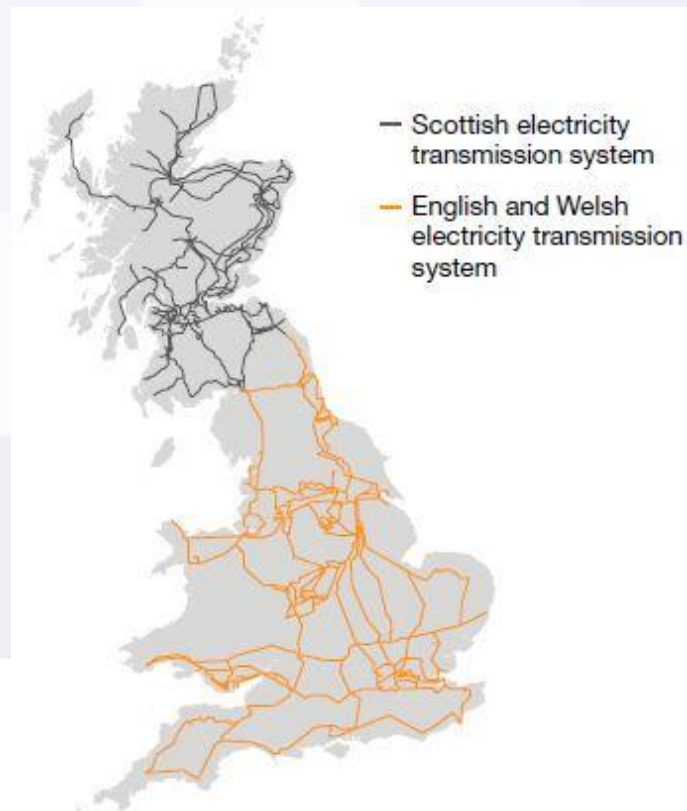 Scottish electricity
transmission system
English and Welsh
electricity transmission
system